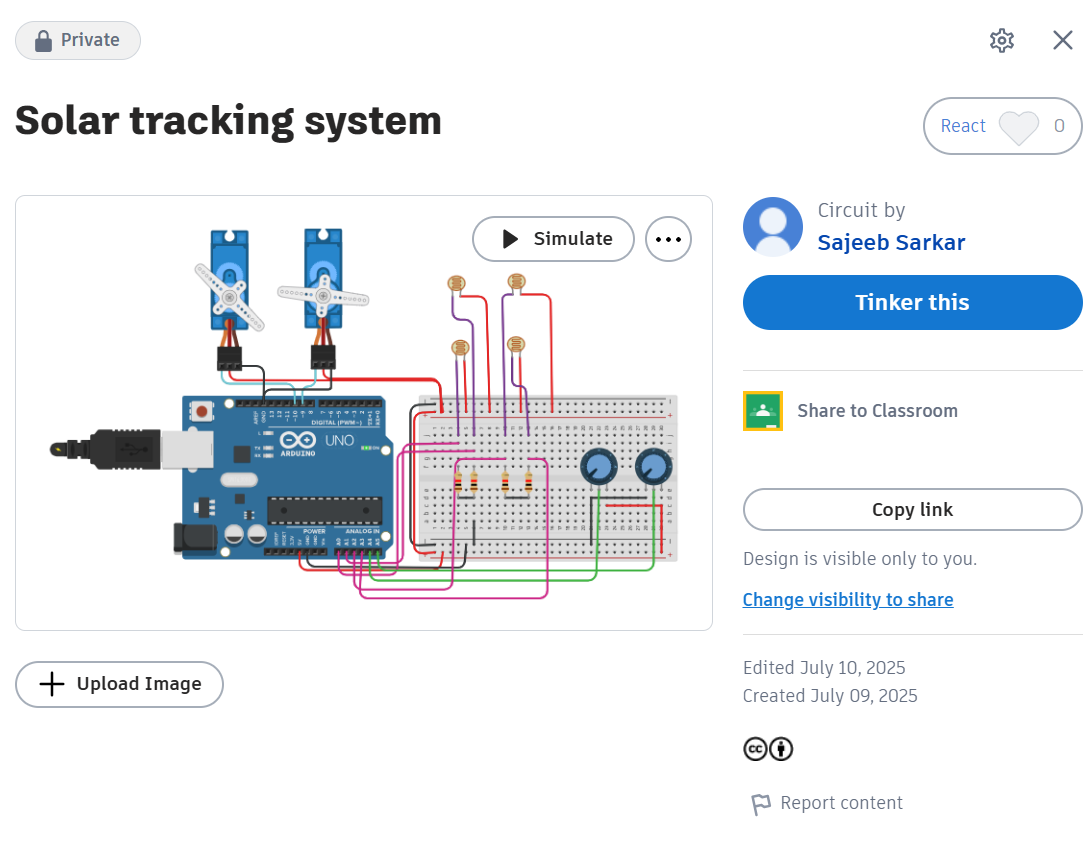 Private
Solar tracking system
React 0
Simulate
Circuit by
Sajeeb Sarkar
Tinker this
DIGITAL (PWM~)
UNO
ARDUINO
POWER
ANALOG IN
Share to Classroom
Copy link
Design is visible only to you.
Change visibility to share
Upload Image
Edited July 10, 2025
Created July 09, 2025
cc
Report content